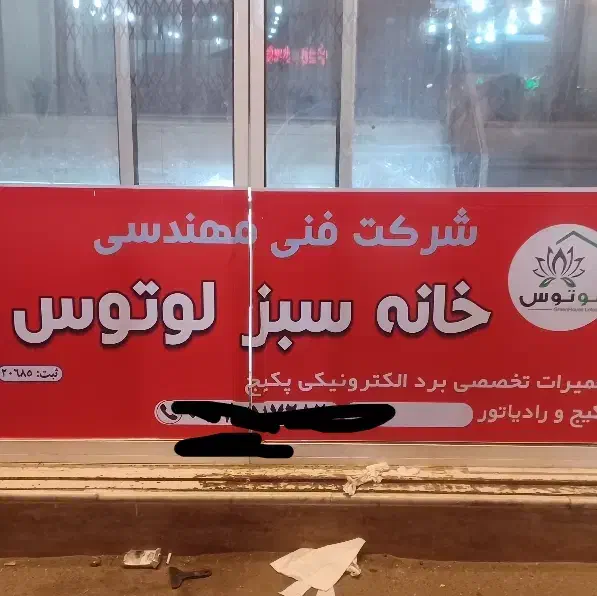 شرکت فنی مهندسی
خانه سبز لوتوس
لوتوس
ثبت: ۲۰۶۸۵
تعمیرات تخصصی برد الکترونیکی پکیج
پکیج و رادیاتور